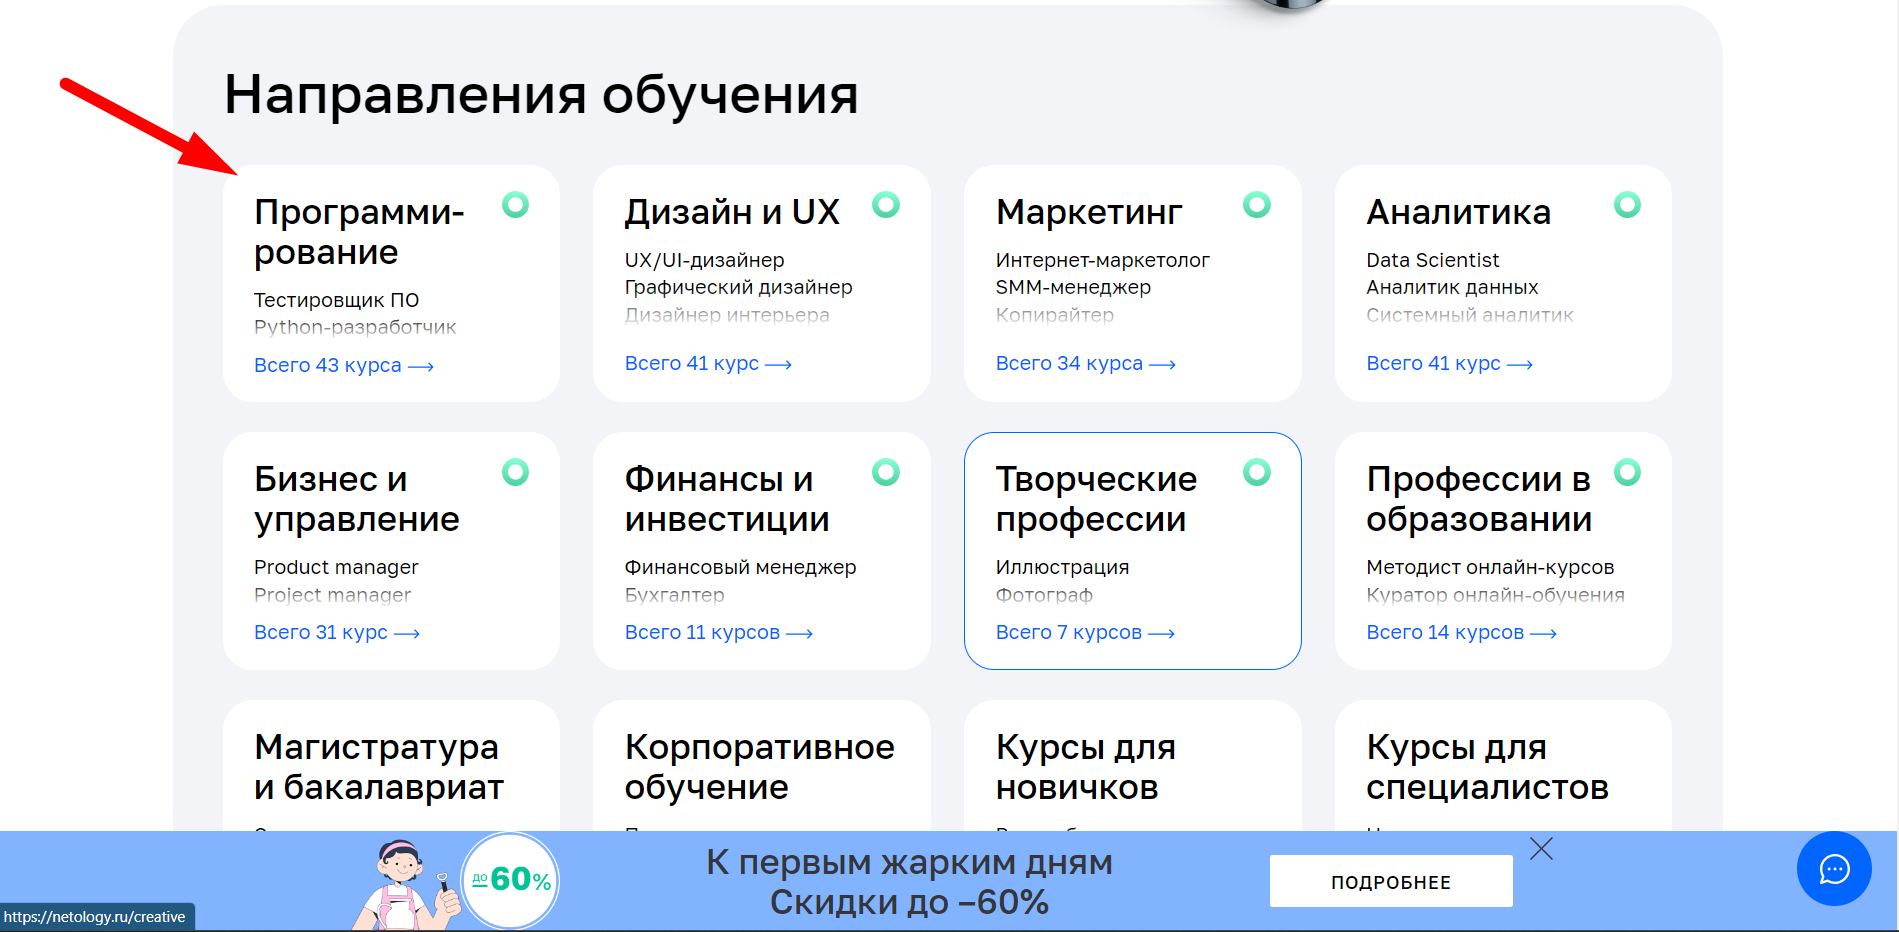 Направления обучения
Программи-
рование
Тестировщик ПО
Python-разработчик
Всего 43 курса
Дизайн и UX
UX/UI-дизайнер
Графический дизайнер
Дизайнер интерьера
Всего 41 курс
Маркетинг
Интернет-маркетолог
SMM-менеджер
Копирайтер
Всего 34 курса
Аналитика
Data Scientist
Аналитик данных
Системный аналитик
Всего 41 курс
Бизнес и
управление
Product manager
Project manager
Всего 31 курс
Финансы и
инвестиции
Финансовый менеджер
Бухгалтер
Всего 11 курсов
Творческие
профессии
Иллюстрация
Фотограф
Всего 7 курсов
Профессии в
образовании
Методист онлайн-курсов
Куратор онлайн-обучения
Всего 14 курсов
Магистратура
и бакалавриат
Корпоративное
обучение
Курсы для
новичков
Курсы для
специалистов
до 60%
К первым жарким дням
Скидки до –60%
ПОДРОБНЕЕ
https://netology.ru/creative